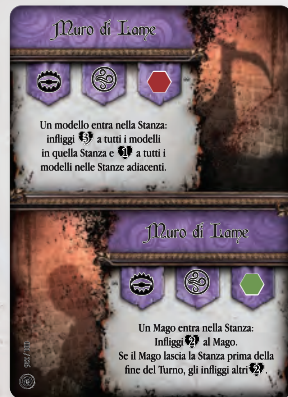 Muro di Lame
Un modello entra nella Stanza:
infliggi 3 a tutti i modelli
in quella Stanza e 1 a tutti i
modelli nelle Stanze adiacenti.
Muro di Lame
Un Mago entra nella Stanza:
Infliggi 2 al Mago.
Se il Mago lascia la Stanza prima della
fine del Turno, gli infliggi altri 2.